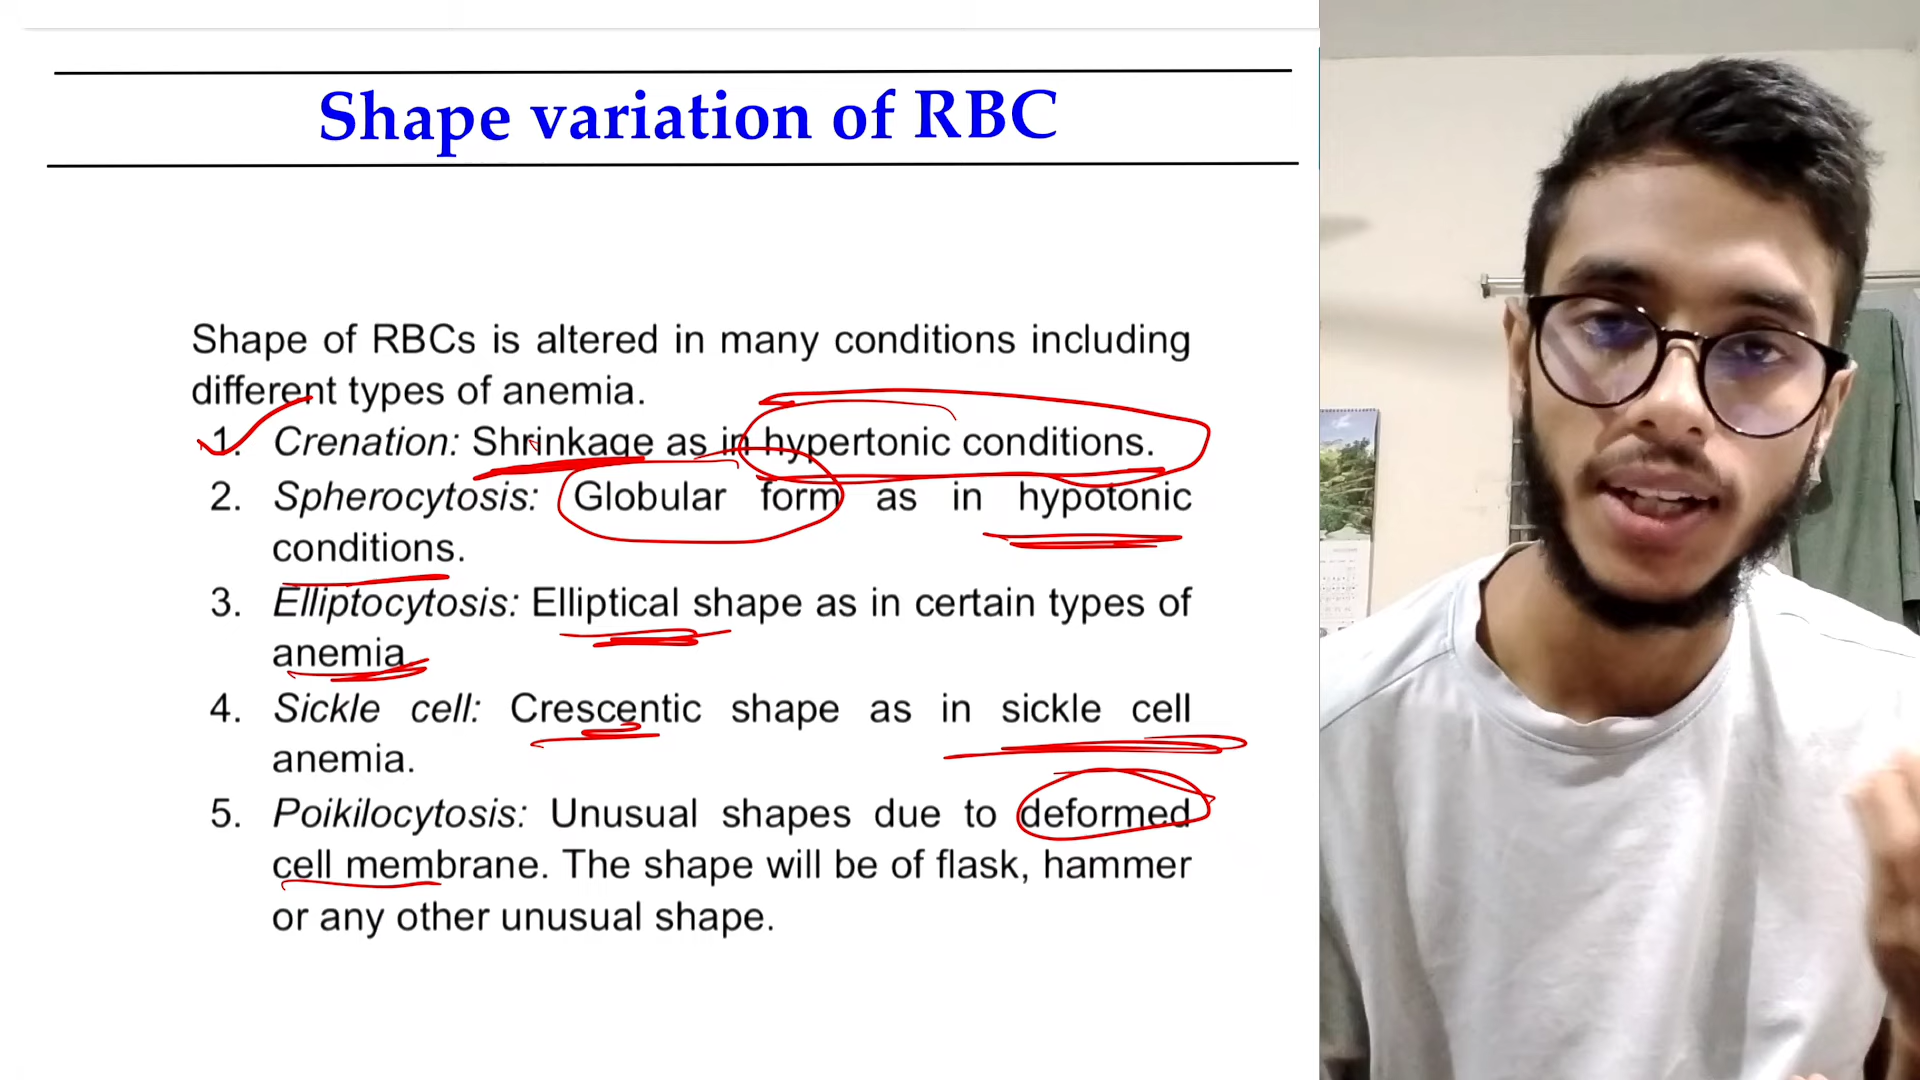 Shape variation of RBC
Shape of RBCs is altered in many conditions including
different types of anemia.
1. Crenation: Shrinkage as in hypertonic conditions.
2. Spherocytosis: Globular form as in hypotonic
conditions.
3. Elliptocytosis: Elliptical shape as in certain types of
anemia.
4. Sickle cell: Crescentic shape as in sickle cell
anemia.
5. Poikilocytosis: Unusual shapes due to deformed
cell membrane. The shape will be of flask, hammer
or any other unusual shape.